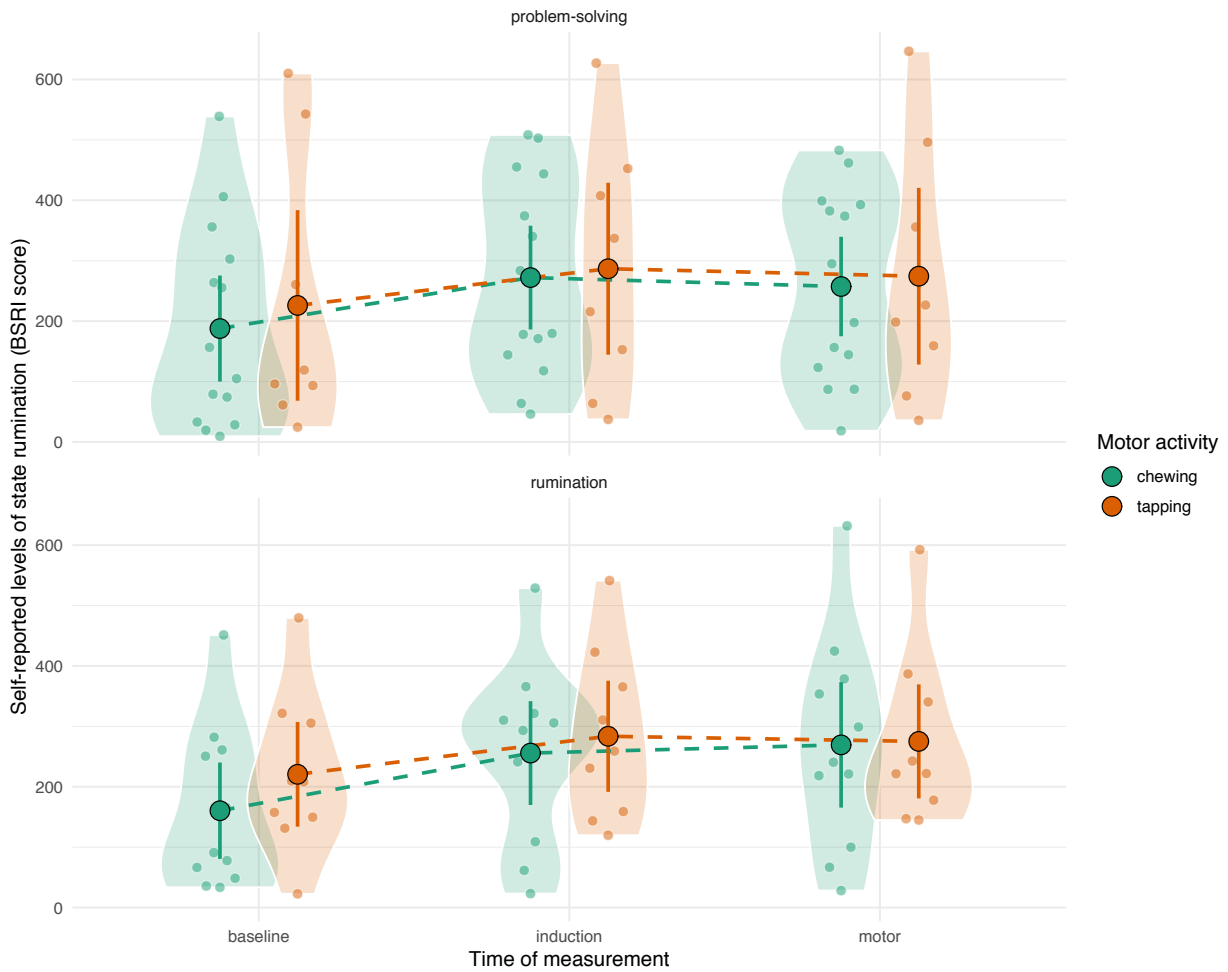 problem-solving
600
400
200
0
rumination
600
400
200
0
baseline
induction
motor
Time of measurement
Self-reported levels of state rumination (BSRI score)
Motor activity
chewing
tapping